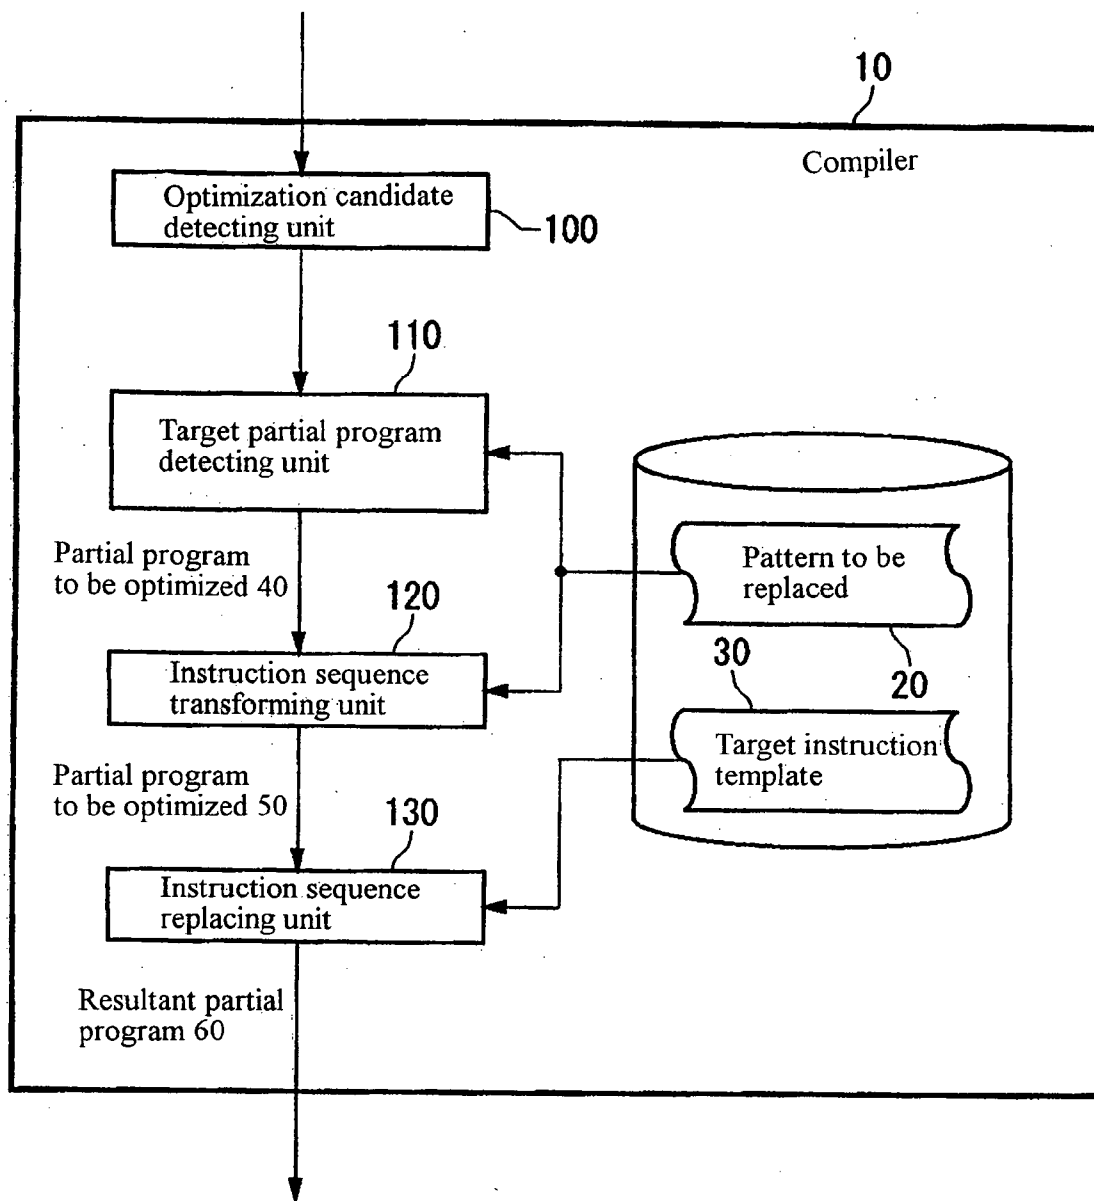 10
Compiler
Optimization candidate
detecting unit
100
110
Target partial program
detecting unit
Partial program
to be optimized 40
Pattern to be
replaced
20
120
Instruction sequence
transforming unit
30
Target instruction
template
Partial program
to be optimized 50
130
Instruction sequence
replacing unit
Resultant partial
program 60